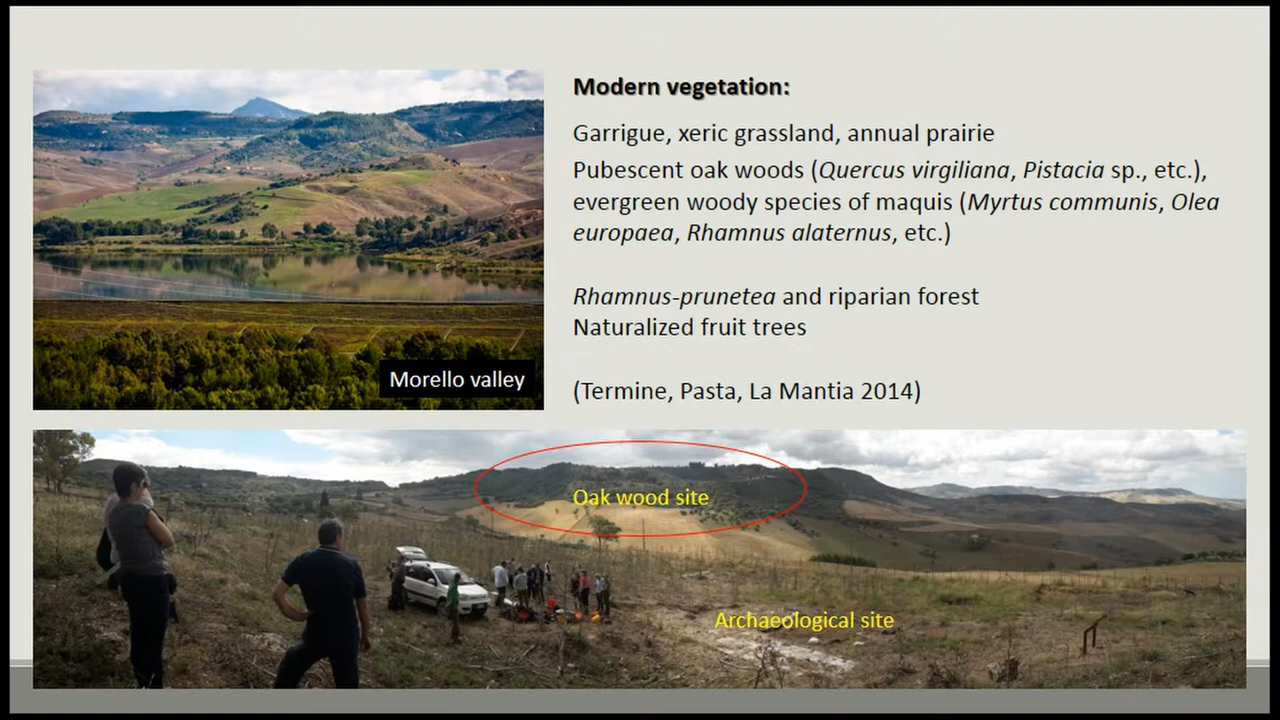 Modern vegetation:
Garrigue, xeric grassland, annual prairie
Pubescent oak woods (Quercus virgiliana, Pistacia sp., etc.),
evergreen woody species of maquis (Myrtus communis, Olea
europaea, Rhamnus alaternus, etc.)
Rhamnus-prunetea and riparian forest
Naturalized fruit trees
(Termine, Pasta, La Mantia 2014)
Morello valley
Oak wood site
Archaeological site